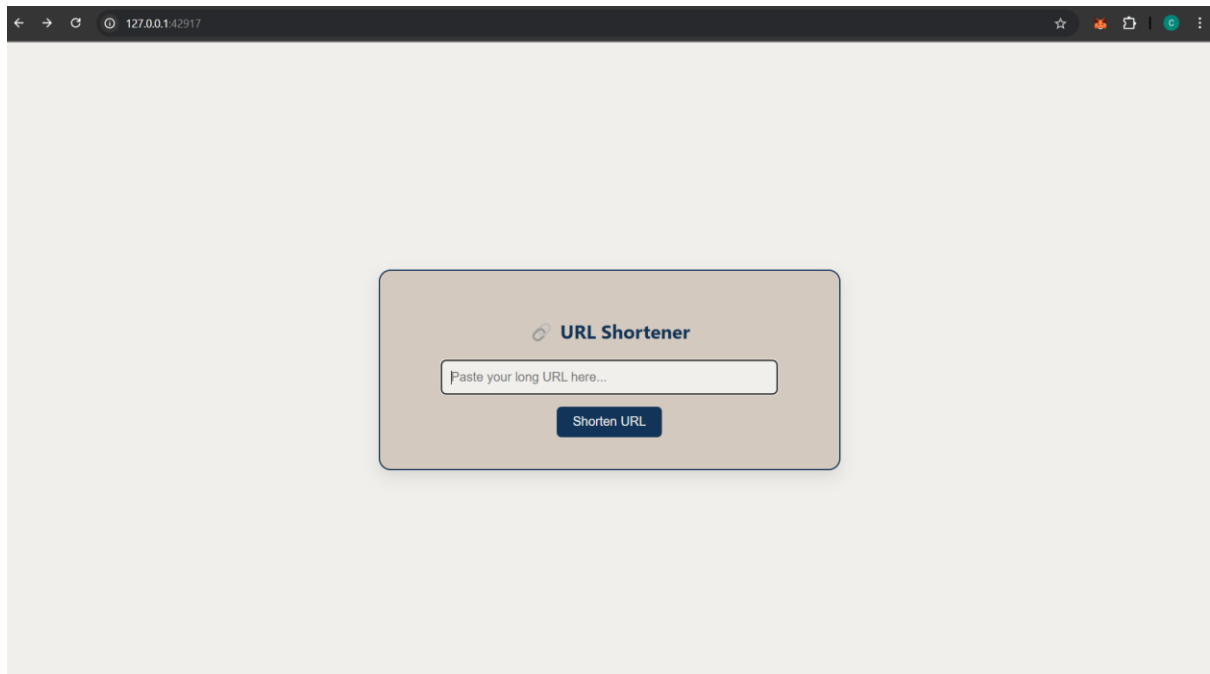 127.0.0.1:42917
C
🔗 URL Shortener
Paste your long URL here...
Shorten URL